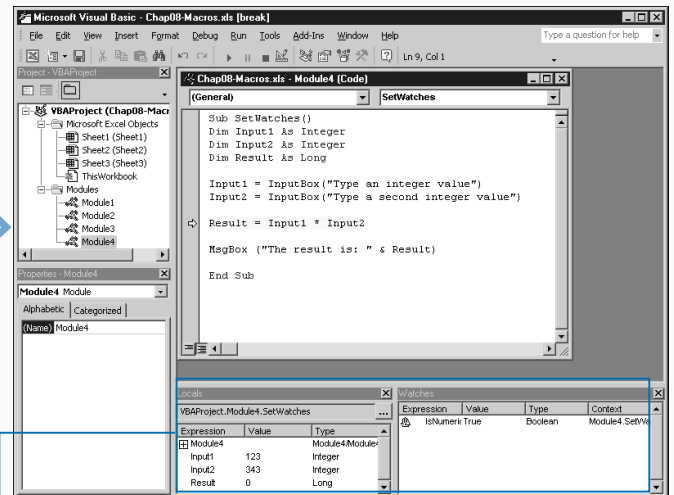 Microsoft Visual Basic - Chap08-Macros.xls [break]
File Edit View Insert Format Debug Run Tools Add-Ins Window Help Type a question for help
Ln 9, Col 1
Project - VBAProject
VBAProject (Chap08-Macr
Microsoft Excel Objects
Sheet1 (Sheet1)
Sheet2 (Sheet2)
Sheet3 (Sheet3)
ThisWorkbook
Modules
Module1
Module2
Module3
Module4
Properties - Module4
Module4 Module
Alphabetic Categorized
(Name) Module4
Chap08-Macros.xls - Module4 (Code)
(General) SetWatches
Sub SetWatches()
Dim Input1 As Integer
Dim Input2 As Integer
Dim Result As Long
Input1 = InputBox("Type an integer value")
Input2 = InputBox("Type a second integer value")
Result = Input1 * Input2
MsgBox ("The result is: " & Result)
End Sub
Locals
VBAProject.Module4.SetWatches ...
Expression Value Type
Module4 Module4/Module4
Input1 123 Integer
Input2 343 Integer
Result 0 Long
Watches
Expression Value Type Context
IsNumeric True Boolean Module4.SetWa